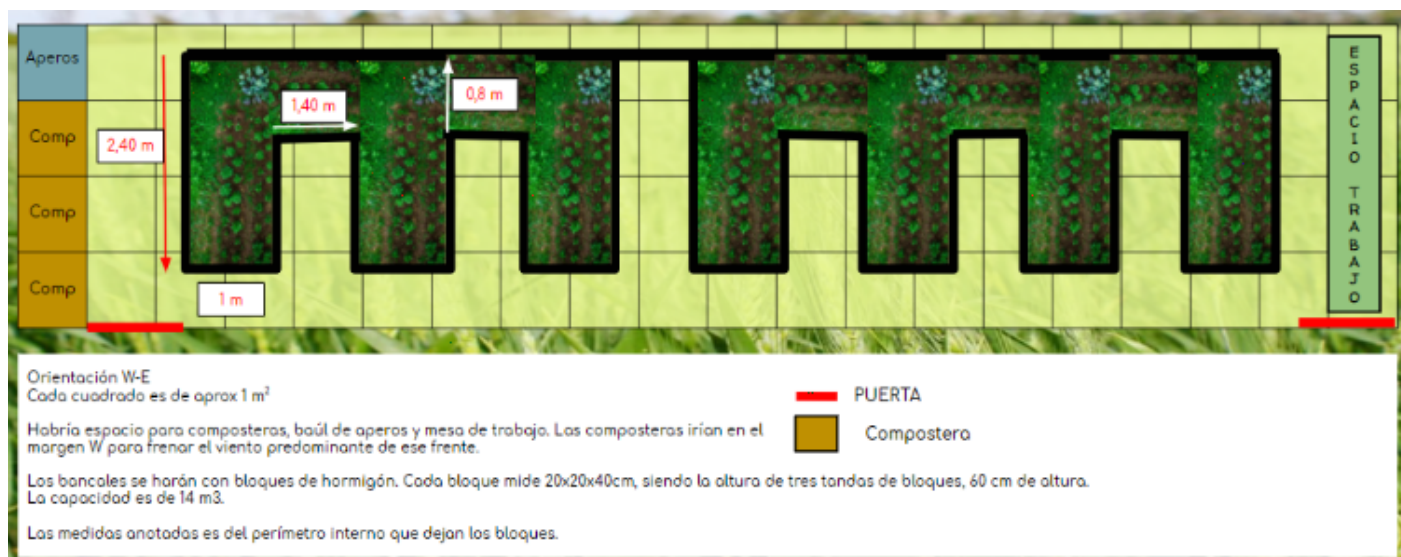 Aperos
Comp
Comp
Comp
2,40 m
1,40 m
0,8 m
1 m
ESPACIO TRABAJO
Orientación W-E
Cada cuadrado es de aprox 1 m²
Habría espacio para composteras, baúl de aperos y mesa de trabajo. Las composteras irían en el
margen W para frenar el viento predominante de ese frente.
Los bancales se harán con bloques de hormigón. Cada bloque mide 20x20x40cm, siendo la altura de tres tandas de bloques, 60 cm de altura.
La capacidad es de 14 m3.
Las medidas anotadas es del perímetro interno que dejan los bloques.
PUERTA
Compostera